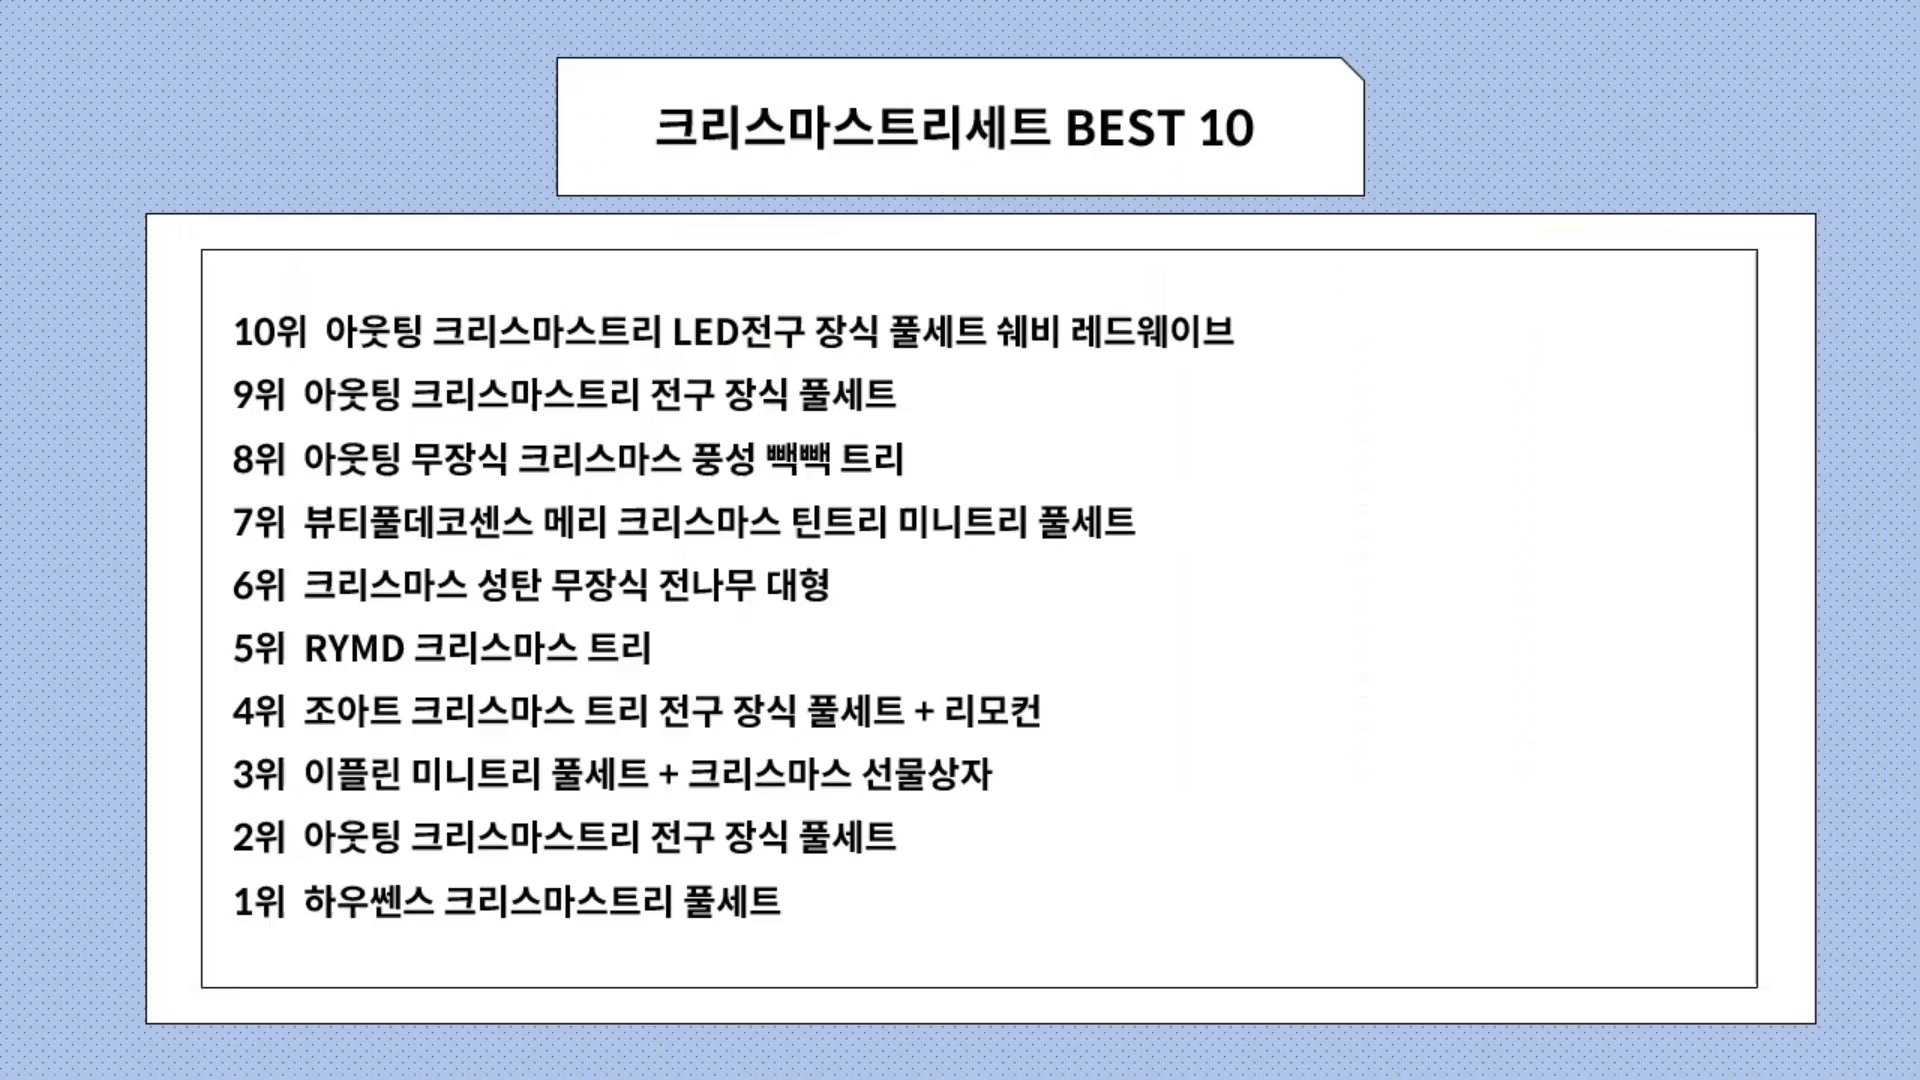 크리스마스트리세트 BEST 10
10위 아웃팅 크리스마스트리 LED전구 장식 풀세트 쉐비 레드웨이브
9위 아웃팅 크리스마스트리 전구 장식 풀세트
8위 아웃팅 무장식 크리스마스 풍성 빽빽 트리
7위 뷰티풀데코센스 메리 크리스마스 틴트리 미니트리 풀세트
6위 크리스마스 성탄 무장식 전나무 대형
5위 RYMD 크리스마스 트리
4위 조아트 크리스마스 트리 전구 장식 풀세트 + 리모컨
3위 이플린 미니트리 풀세트 + 크리스마스 선물상자
2위 아웃팅 크리스마스트리 전구 장식 풀세트
1위 하우쎈스 크리스마스트리 풀세트